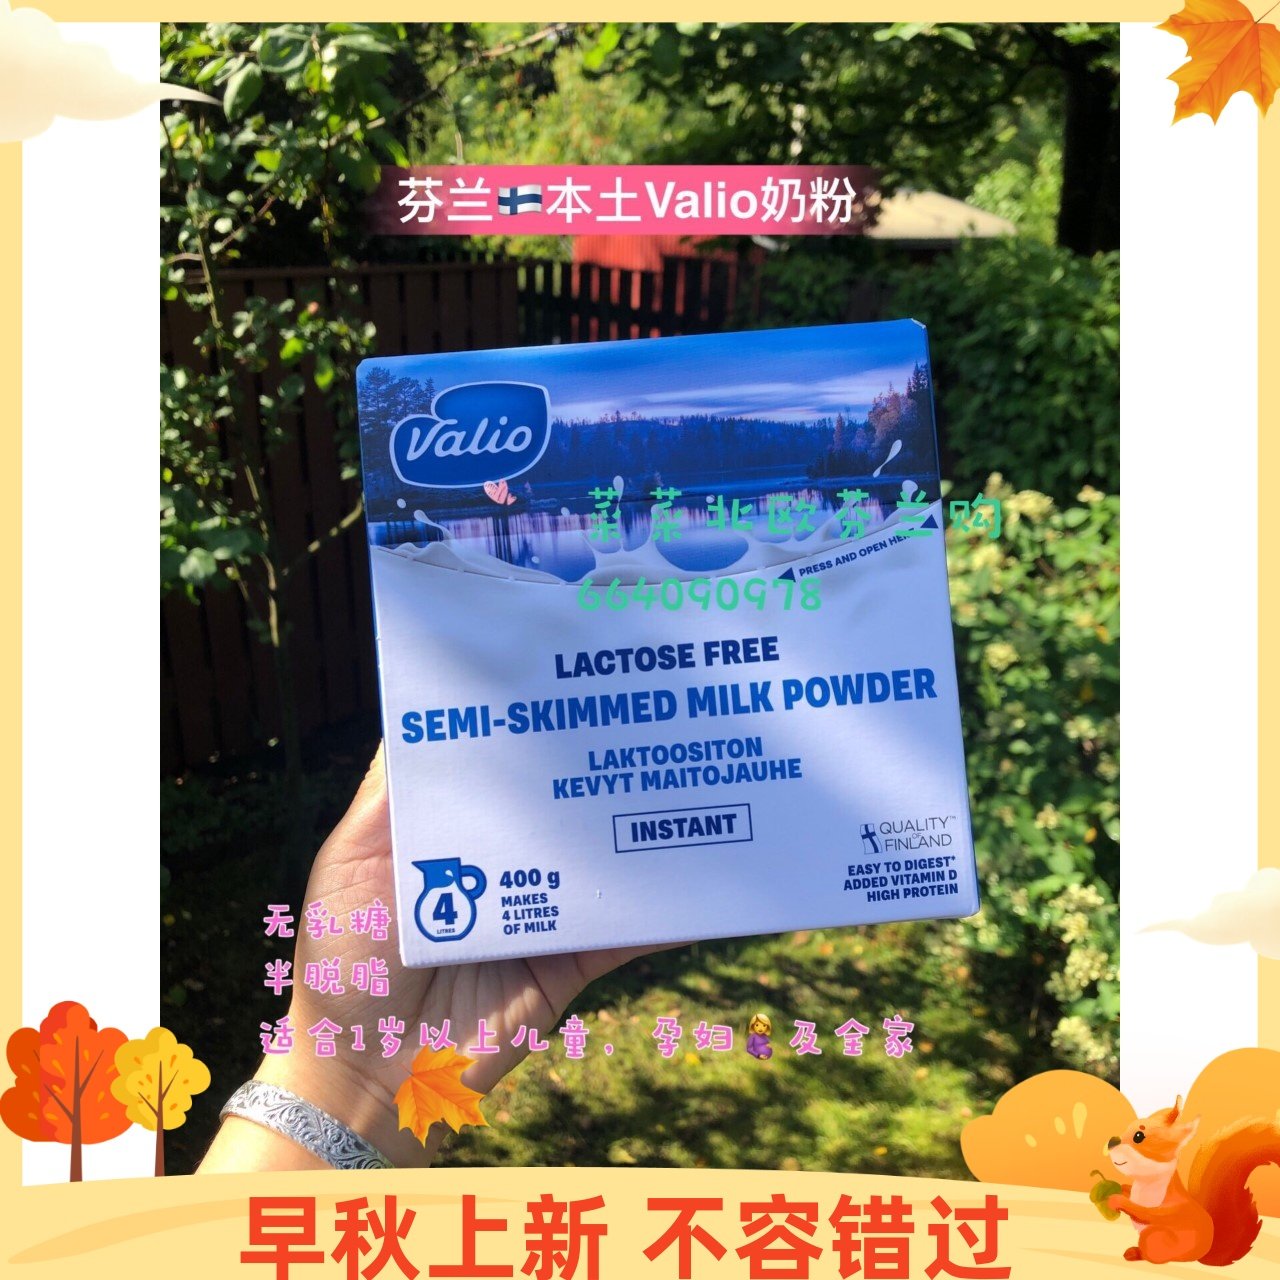 芬兰🇫🇮本土Valio奶粉
Valio
菜菜北欧芬兰购
PRESS AND OPEN HERE
664090978
LACTOSE FREE
SEMI-SKIMMED MILK POWDER
LAKTOOSITON
KEVYT MAITOJAUHE
INSTANT
QUALITY™
OF
FINLAND
EASY TO DIGEST*
ADDED VITAMIN D
HIGH PROTEIN
4
LITRES
400 g
MAKES
4 LITRES
OF MILK
无乳糖
半脱脂
适合1岁以上儿童，孕妇🤰及全家
早秋上新 不容错过